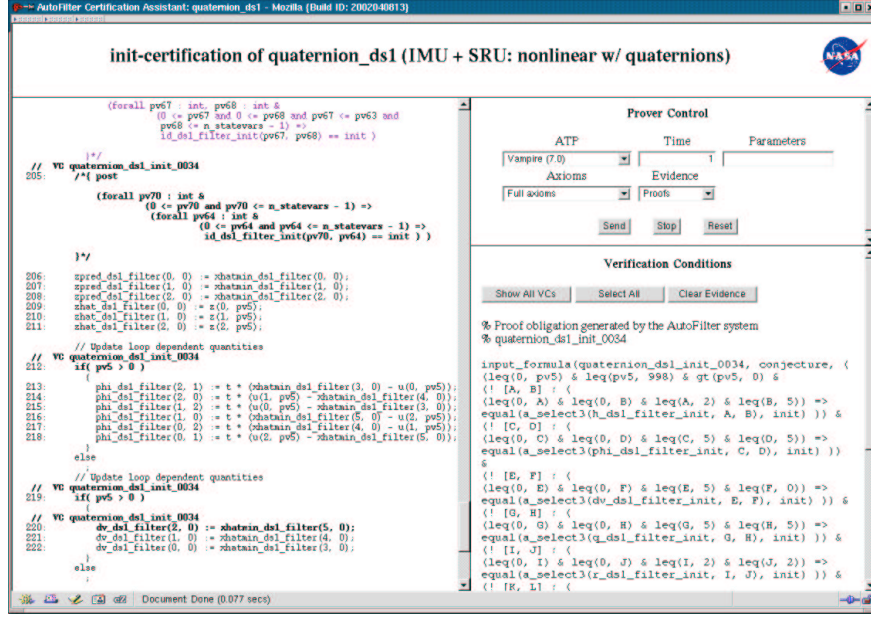 AutoFilter Certification Assistant: quaternion_ds1 - Mozilla {Build ID: 2002040813}
init-certification of quaternion_ds1 (IMU + SRU: nonlinear w/ quaternions)
NASA
(forall pv67 : int, pv68 : int &
(0 <= pv67 and 0 <= pv68 and pv67 <= pv63 and
pv68 <= n_statevars - 1) =>
id_ds1_filter_init(pv67, pv68) == init )
}*/
// VC quaternion_ds1_init_0034
205: /*{ post
(forall pv70 : int &
(0 <= pv70 and pv70 <= n_statevars - 1) =>
(forall pv64 : int &
(0 <= pv64 and pv64 <= n_statevars - 1) =>
id_ds1_filter_init(pv70, pv64) == init ) )
}*/
206: zpred_ds1_filter(0, 0) := xhatmin_ds1_filter(0, 0);
207: zpred_ds1_filter(1, 0) := xhatmin_ds1_filter(1, 0);
208: zpred_ds1_filter(2, 0) := xhatmin_ds1_filter(2, 0);
209: zhat_ds1_filter(0, 0) := z(0, pv5);
210: zhat_ds1_filter(1, 0) := z(1, pv5);
211: zhat_ds1_filter(2, 0) := z(2, pv5);
// Update loop dependent quantities
// VC quaternion_ds1_init_0034
212: if( pv5 > 0 )
{
213: phi_ds1_filter(2, 1) := t * (xhatmin_ds1_filter(3, 0) - u(0, pv5));
214: phi_ds1_filter(2, 0) := t * (u(1, pv5) - xhatmin_ds1_filter(4, 0));
215: phi_ds1_filter(1, 2) := t * (u(0, pv5) - xhatmin_ds1_filter(3, 0));
216: phi_ds1_filter(1, 0) := t * (xhatmin_ds1_filter(5, 0) - u(2, pv5));
217: phi_ds1_filter(0, 2) := t * (xhatmin_ds1_filter(4, 0) - u(1, pv5));
218: phi_ds1_filter(0, 1) := t * (u(2, pv5) - xhatmin_ds1_filter(5, 0));
}
else
;
// Update loop dependent quantities
// VC quaternion_ds1_init_0034
219: if( pv5 > 0 )
{
// VC quaternion_ds1_init_0034
220: dv_ds1_filter(2, 0) := xhatmin_ds1_filter(5, 0);
221: dv_ds1_filter(1, 0) := xhatmin_ds1_filter(4, 0);
222: dv_ds1_filter(0, 0) := xhatmin_ds1_filter(3, 0);
}
else
;
Prover Control
ATP Time Parameters
Vampire (7.0) 1
Axioms Evidence
Full axioms Proofs
Send Stop Reset
Verification Conditions
Show All VCs Select All Clear Evidence
% Proof obligation generated by the AutoFilter system
% quaternion_ds1_init_0034
input_formula(quaternion_ds1_init_0034, conjecture, (
(leq(0, pv5) & leq(pv5, 998) & gt(pv5, 0) &
(! [A, B] : (
(leq(0, A) & leq(0, B) & leq(A, 2) & leq(B, 5)) =>
equal(a_select3(h_ds1_filter_init, A, B), init) )) &
(! [C, D] : (
(leq(0, C) & leq(0, D) & leq(C, 5) & leq(D, 5)) =>
equal(a_select3(phi_ds1_filter_init, C, D), init) ))
&
(! [E, F] : (
(leq(0, E) & leq(0, F) & leq(E, 5) & leq(F, 0)) =>
equal(a_select3(dv_ds1_filter_init, E, F), init) )) &
(! [G, H] : (
(leq(0, G) & leq(0, H) & leq(G, 5) & leq(H, 5)) =>
equal(a_select3(q_ds1_filter_init, G, H), init) )) &
(! [I, J] : (
(leq(0, I) & leq(0, J) & leq(I, 2) & leq(J, 2)) =>
equal(a_select3(r_ds1_filter_init, I, J), init) )) &
(! [K, L] : (
Document: Done (0.077 secs)